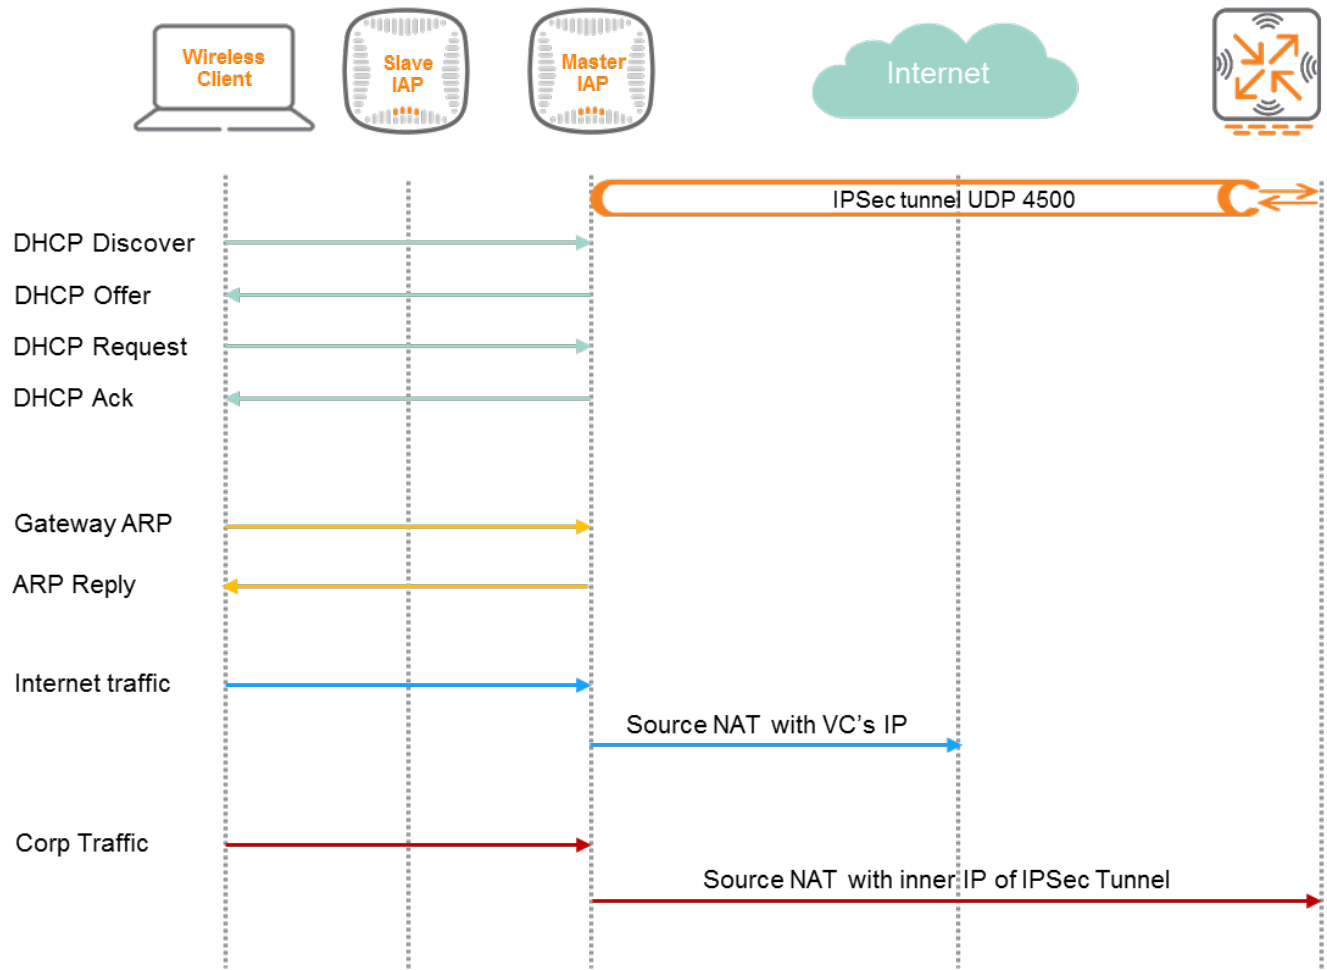 Wireless
Client
Slave
IAP
Master
IAP
Internet
IPSec tunnel UDP 4500
DHCP Discover
DHCP Offer
DHCP Request
DHCP Ack
Gateway ARP
ARP Reply
Internet traffic
Source NAT with VC's IP
Corp Traffic
Source NAT with inner IP of IPSec Tunnel